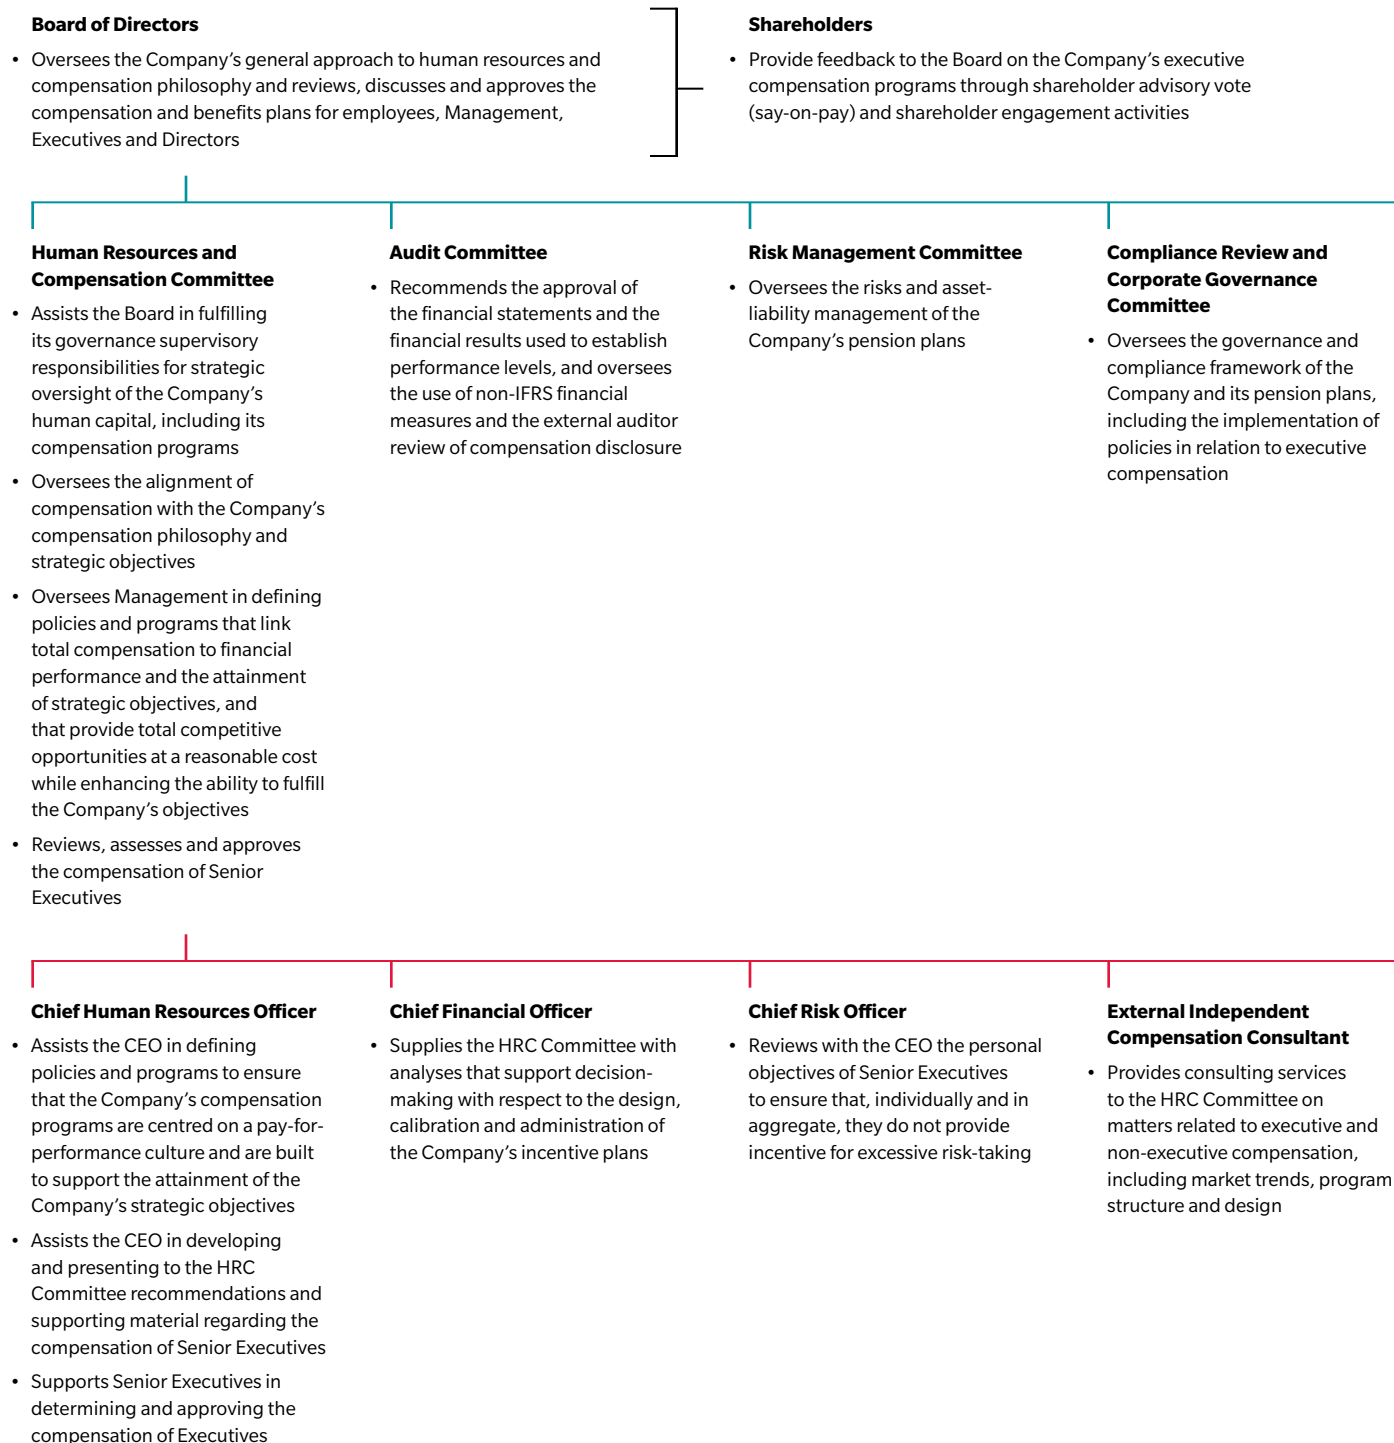 Board of Directors
• Oversees the Company’s general approach to human resources and
compensation philosophy and reviews, discusses and approves the
compensation and benefits plans for employees, Management,
Executives and Directors
Shareholders
• Provide feedback to the Board on the Company’s executive
compensation programs through shareholder advisory vote
(say-on-pay) and shareholder engagement activities
Human Resources and
Compensation Committee
• Assists the Board in fulfilling
its governance supervisory
responsibilities for strategic
oversight of the Company’s
human capital, including its
compensation programs
• Oversees the alignment of
compensation with the Company’s
compensation philosophy and
strategic objectives
• Oversees Management in defining
policies and programs that link
total compensation to financial
performance and the attainment
of strategic objectives, and
that provide total competitive
opportunities at a reasonable cost
while enhancing the ability to fulfill
the Company’s objectives
• Reviews, assesses and approves
the compensation of Senior
Executives
Audit Committee
• Recommends the approval of
the financial statements and the
financial results used to establish
performance levels, and oversees
the use of non-IFRS financial
measures and the external auditor
review of compensation disclosure
Risk Management Committee
• Oversees the risks and asset-
liability management of the
Company’s pension plans
Compliance Review and
Corporate Governance
Committee
• Oversees the governance and
compliance framework of the
Company and its pension plans,
including the implementation of
policies in relation to executive
compensation
Chief Human Resources Officer
• Assists the CEO in defining
policies and programs to ensure
that the Company’s compensation
programs are centred on a pay-for-
performance culture and are built
to support the attainment of the
Company’s strategic objectives
• Assists the CEO in developing
and presenting to the HRC
Committee recommendations and
supporting material regarding the
compensation of Senior Executives
• Supports Senior Executives in
determining and approving the
compensation of Executives
Chief Financial Officer
• Supplies the HRC Committee with
analyses that support decision-
making with respect to the design,
calibration and administration of
the Company’s incentive plans
Chief Risk Officer
• Reviews with the CEO the personal
objectives of Senior Executives
to ensure that, individually and in
aggregate, they do not provide
incentive for excessive risk-taking
External Independent
Compensation Consultant
• Provides consulting services
to the HRC Committee on
matters related to executive and
non-executive compensation,
including market trends, program
structure and design